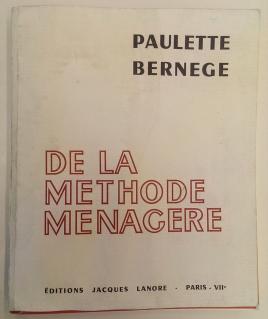 PAULETTE
BERNEGE
DE LA
METHODE
MENAGERE
ÉDITIONS JACQUES LANORE - PARIS - VIIe